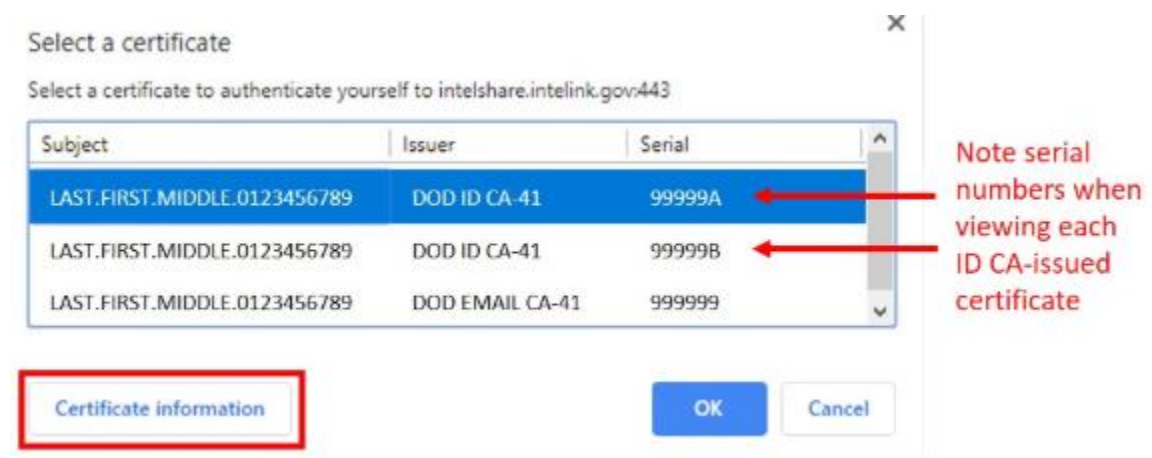 Select a certificate
Select a certificate to authenticate yourself to intelshare.intelink.gov:443
Subject Issuer Serial
LAST.FIRST.MIDDLE.0123456789 DOD ID CA-41 99999A
LAST.FIRST.MIDDLE.0123456789 DOD ID CA-41 99999B
LAST.FIRST.MIDDLE.0123456789 DOD EMAIL CA-41 999999
Note serial
numbers when
viewing each
ID CA-issued
certificate
Certificate information OK Cancel